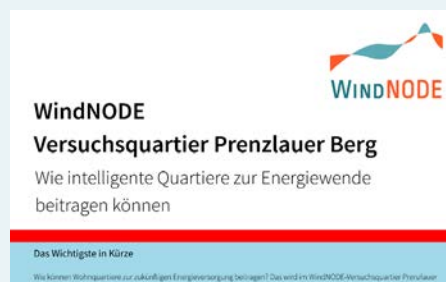 WINDNODE
WindNODE
Versuchsquartier Prenzlauer Berg
Wie intelligente Quartiere zur Energiewende
beitragen können
Das Wichtigste in Kürze
Wie können Wohnquartiere zur zukünftigen Energieversorgung beitragen? Das wird im WindNODE-Versuchsquartier Prenzlauer